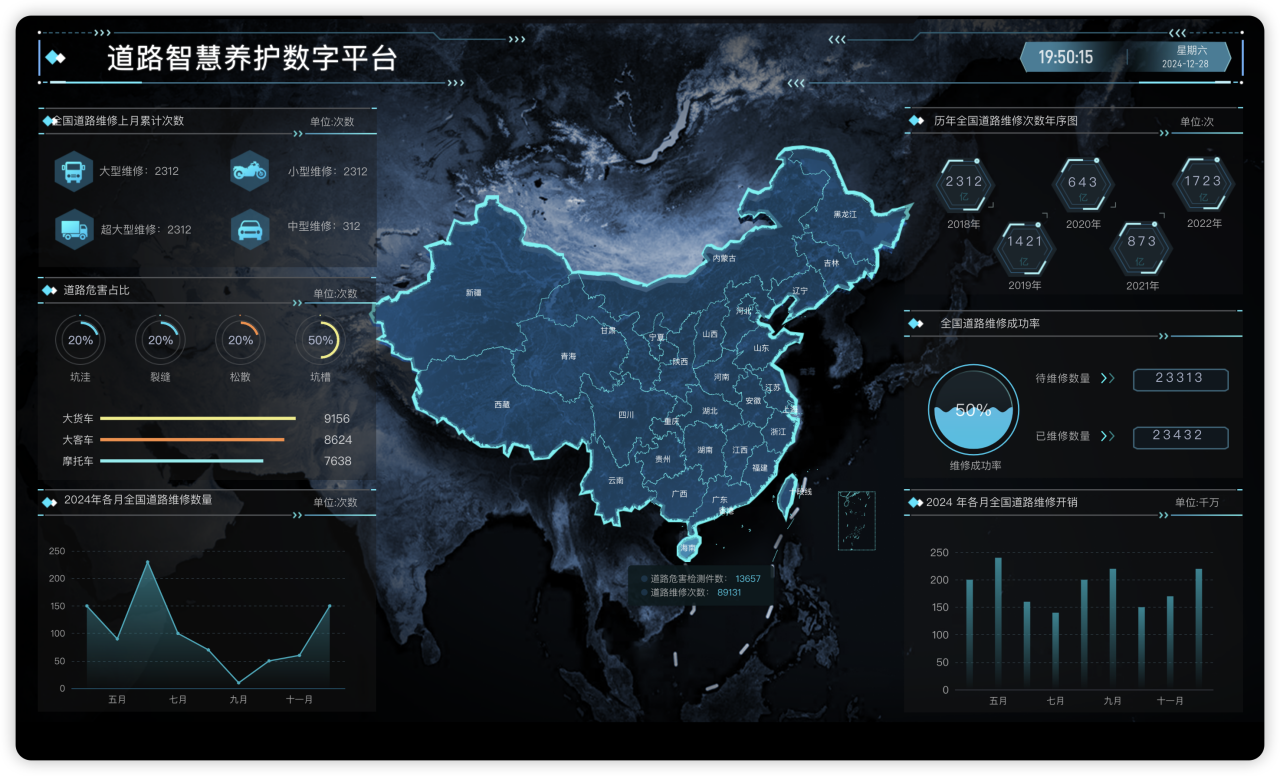 道路智慧养护数字平台
19:50:15
星期六
2024-12-28
全国道路维修上月累计次数
单位:次数
大型维修：2312
小型维修：2312
超大型维修：2312
中型维修：312
道路危害占比
单位:次数
20%
20%
20%
50%
坑洼
裂缝
松散
坑槽
大货车
9156
大客车
8624
摩托车
7638
2024年各月全国道路维修数量
单位:次数
250
200
150
100
50
0
五月
七月
九月
十一月
黑龙江
内蒙古
吉林
新疆
辽宁
河北
甘肃
山西
宁夏
山东
青海
陕西
河南
江苏
西藏
安徽
上海
四川
湖北
重庆
浙江
湖南
江西
贵州
福建
云南
广西
广东
海南
道路危害检测件数：
13657
道路维修次数：
89131
历年全国道路维修次数年序图
单位:次
2312
亿
2018年
643
亿
2020年
1723
亿
2022年
1421
亿
2019年
873
亿
2021年
全国道路维修成功率
50%
维修成功率
待维修数量
23313
已维修数量
23432
2024 年各月全国道路维修开销
单位:千万
250
200
150
100
50
0
五月
七月
九月
十一月